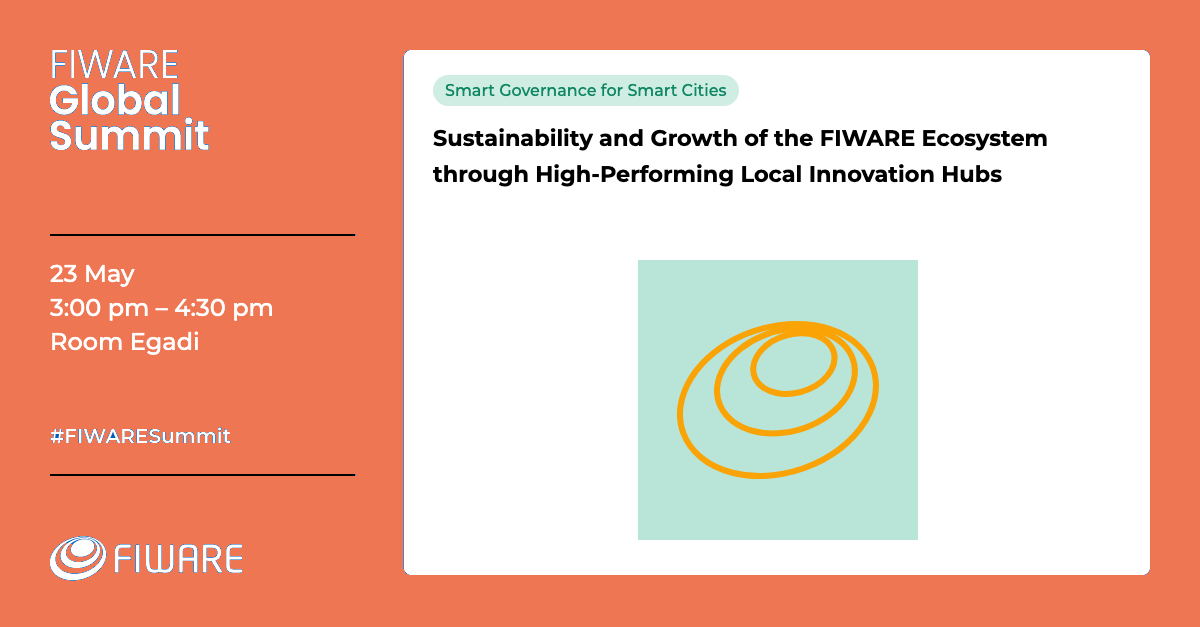 FIWARE
Global
Summit
23 May
3:00 pm – 4:30 pm
Room Egadi
#FIWARESummit
FIWARE
Smart Governance for Smart Cities
Sustainability and Growth of the FIWARE Ecosystem
through High-Performing Local Innovation Hubs